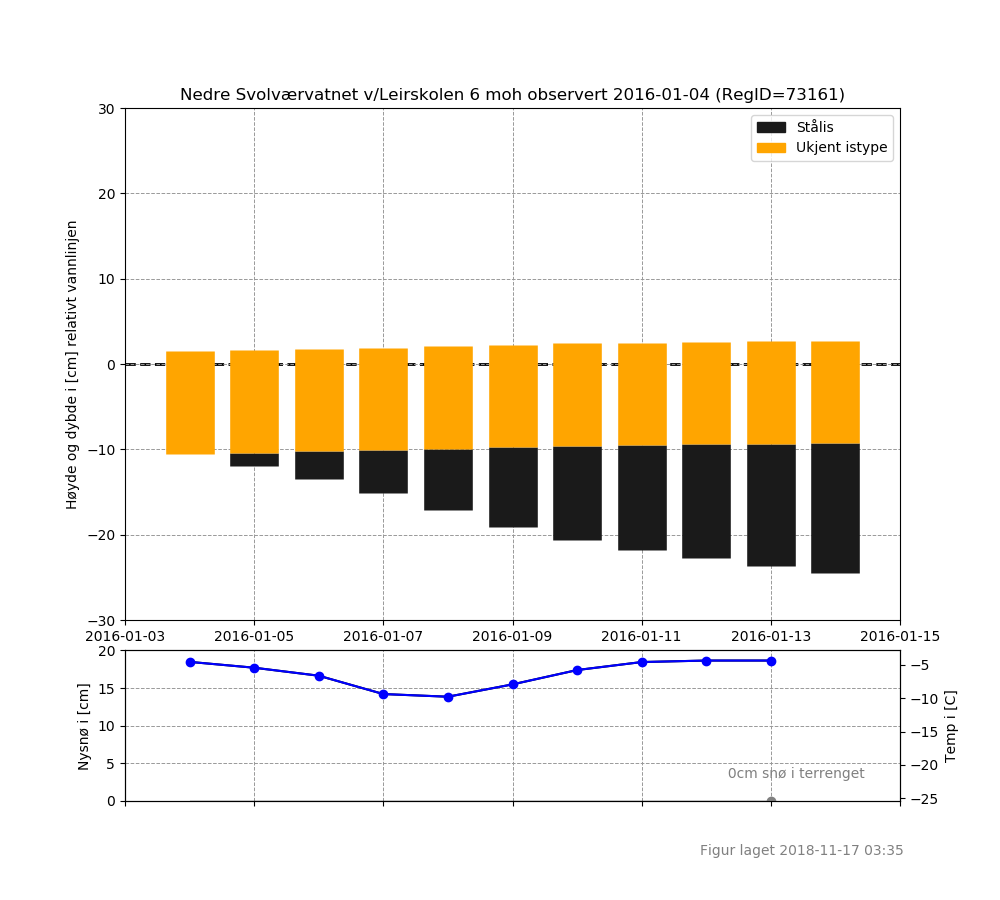 Nedre Svolværvatnet v/Leirskolen 6 moh observert 2016-01-04 (RegID=73161)
Stålis
Ukjent istype
Høyde og dybde i [cm] relativt vannlinjen
30
20
10
0
−10
−20
−30
2016-01-03 2016-01-05 2016-01-07 2016-01-09 2016-01-11 2016-01-13 2016-01-15
Nysnø i [cm]
20
15
10
5
0
−5
−10
−15
−20
−25
Temp i [C]
0cm snø i terrenget
Figur laget 2018-11-17 03:35